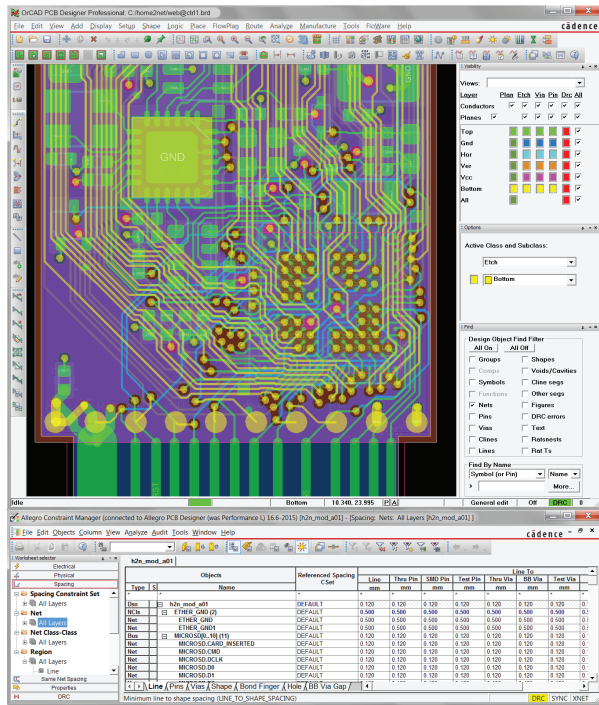 OrCAD PCB Designer Professional: C:/home2net/web@ctrl1.brd
File Edit View Add Display Setup Shape Logic Place FlowPlan Route Analyze Manufacture Tools FloWare Help cādence
Visibility
Views:
Layer Plan Etch Via Pin Drc All
Conductors
Planes
Top
Gnd
Hor
Ver
Vcc
Bottom
All
GND
Options
Active Class and Subclass:
Etch
Bottom
Find
Design Object Find Filter
All On All Off
Groups Shapes
Comps Voids/Cavities
Symbols Cline segs
Functions Other segs
Nets Figures
Pins DRC errors
Vias Text
Clines Ratsnests
Lines Rat Ts
Find By Name
Symbol (or Pin) Name
> More...
Idle Bottom 10.340, 23.995 P A General edit Off DRC 0
Allegro Constraint Manager (connected to Allegro PCB Designer (was Performance L) 16.6-2015) [h2n_mod_a01] - [Spacing: Nets: All Layers [h2n_mod_a01] ]
File Edit Objects Column View Analyze Audit Tools Window Help cādence
Worksheet selector
Electrical
Physical
Spacing
Spacing Constraint Set
All Layers
Net
All Layers
Net Class-Class
All Layers
Region
All Layers
Line
Same Net Spacing
Properties
DRC
h2n_mod_a01
Objects Referenced Spacing CSet Line To
Line Thru Pin SMD Pin Test Pin Thru Via BB Via Test Via
Type S Name mm mm mm mm mm mm mm
* * * * * * * * * *
Dsn h2n_mod_a01 DEFAULT 0.120 0.120 0.120 0.120 0.120 0.120 0.120
NCls ETHER_GND (2) DEFAULT 0.500 0.500 0.500 0.500 0.500 0.500 0.500
Net ETHER_GND DEFAULT 0.500 0.500 0.500 0.500 0.500 0.500 0.500
Net ETHER_GND1 DEFAULT 0.500 0.500 0.500 0.500 0.500 0.500 0.500
Bus MICROSD[0..10] (11) DEFAULT 0.120 0.120 0.120 0.120 0.120 0.120 0.120
Net MICROSD.CARD_INSERTED DEFAULT 0.120 0.120 0.120 0.120 0.120 0.120 0.120
Net MICROSD.CMD DEFAULT 0.120 0.120 0.120 0.120 0.120 0.120 0.120
Net MICROSD.DCLK DEFAULT 0.120 0.120 0.120 0.120 0.120 0.120 0.120
Net MICROSD.D0 DEFAULT 0.120 0.120 0.120 0.120 0.120 0.120 0.120
Net MICROSD.D1 DEFAULT 0.120 0.120 0.120 0.120 0.120 0.120 0.120
Line Pins Vias Shape Bond Finger Hole BB Via Gap
Minimum line to shape spacing (LINE_TO_SHAPE_SPACING) DRC SYNC XNET